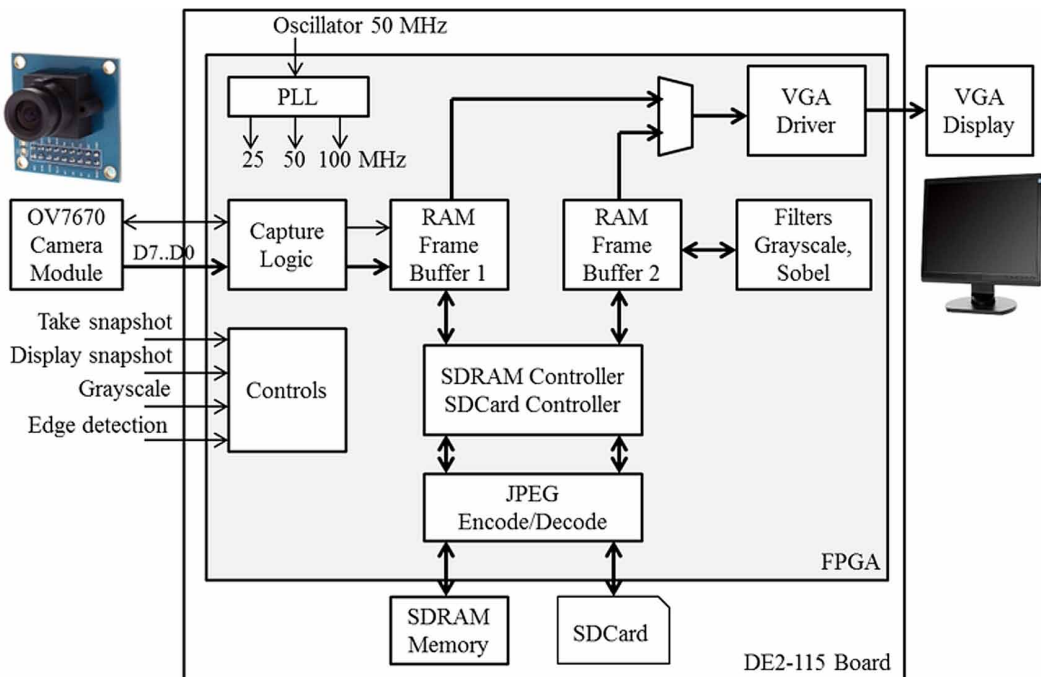 Oscillator 50 MHz
PLL
25 50 100 MHz
VGA
Driver
VGA
Display
OV7670
Camera
Module
D7..D0
Capture
Logic
RAM
Frame
Buffer 1
RAM
Frame
Buffer 2
Filters
Grayscale,
Sobel
Take snapshot
Display snapshot
Grayscale
Edge detection
Controls
SDRAM Controller
SDCard Controller
JPEG
Encode/Decode
FPGA
SDRAM
Memory
SDCard
DE2-115 Board